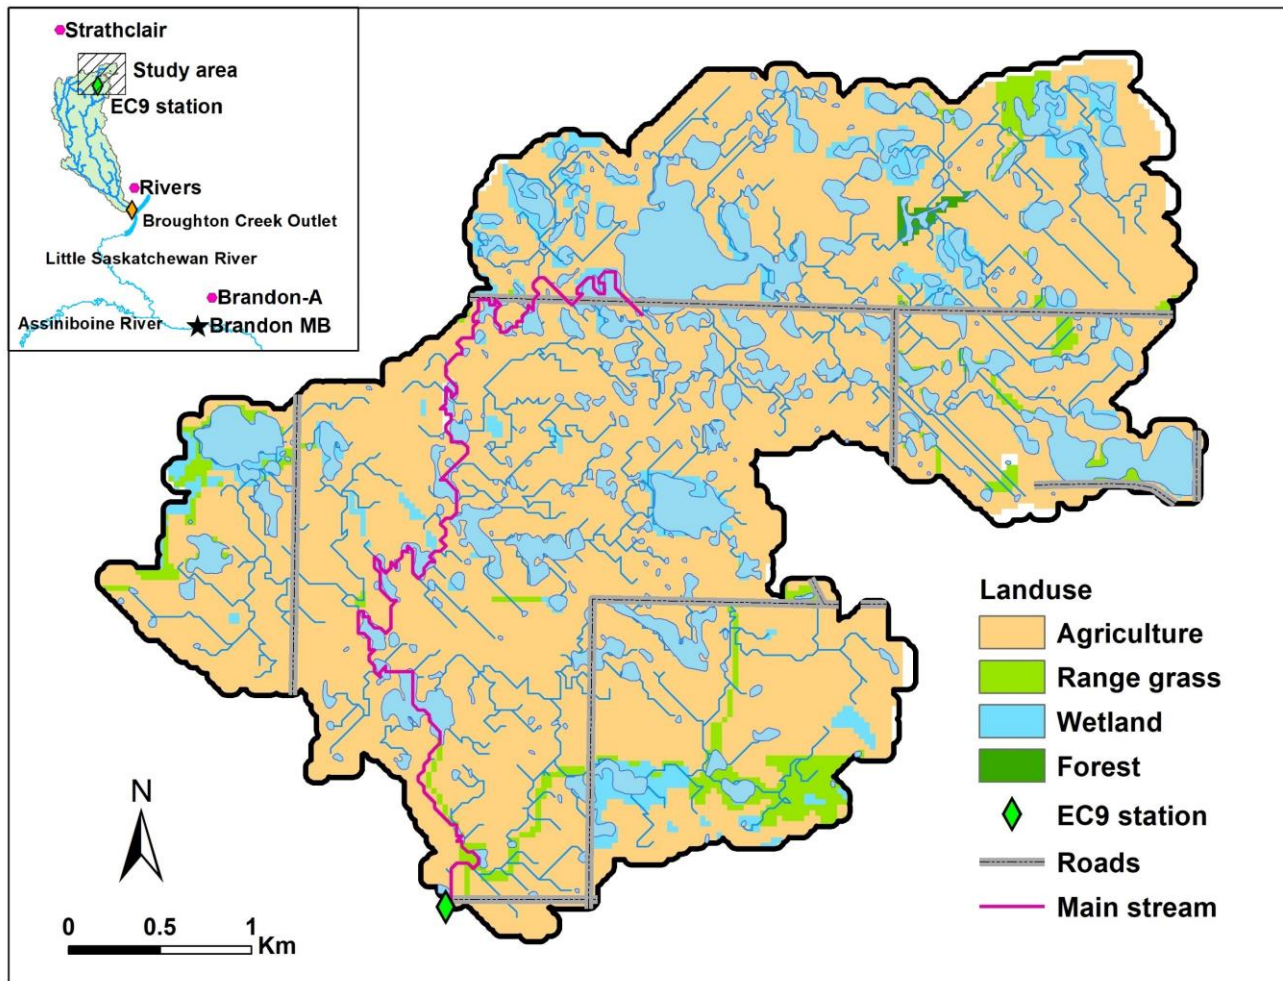 Strathclair
Study area
EC9 station
Rivers
Broughton Creek Outlet
Little Saskatchewan River
Brandon-A
Assiniboine River
Brandon MB
Landuse
Agriculture
Range grass
Wetland
Forest
EC9 station
Roads
Main stream
N
0 0.5 1
Km